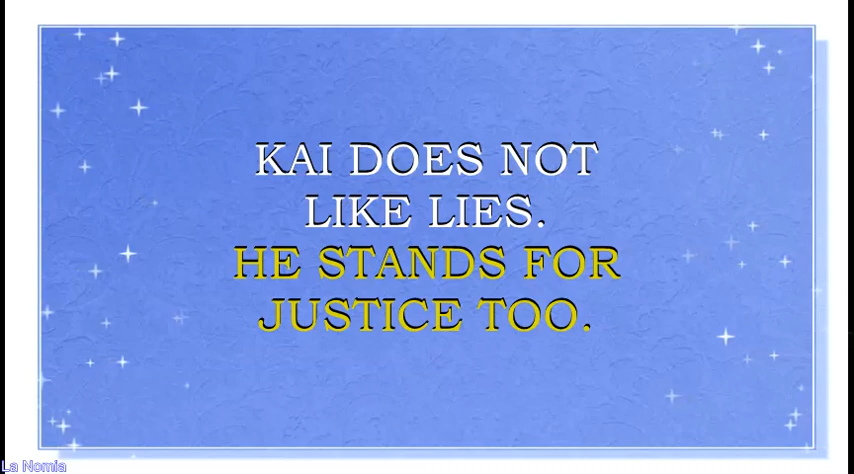 KAI DOES NOT
LIKE LIES.
HE STANDS FOR
JUSTICE TOO.
La Nomia